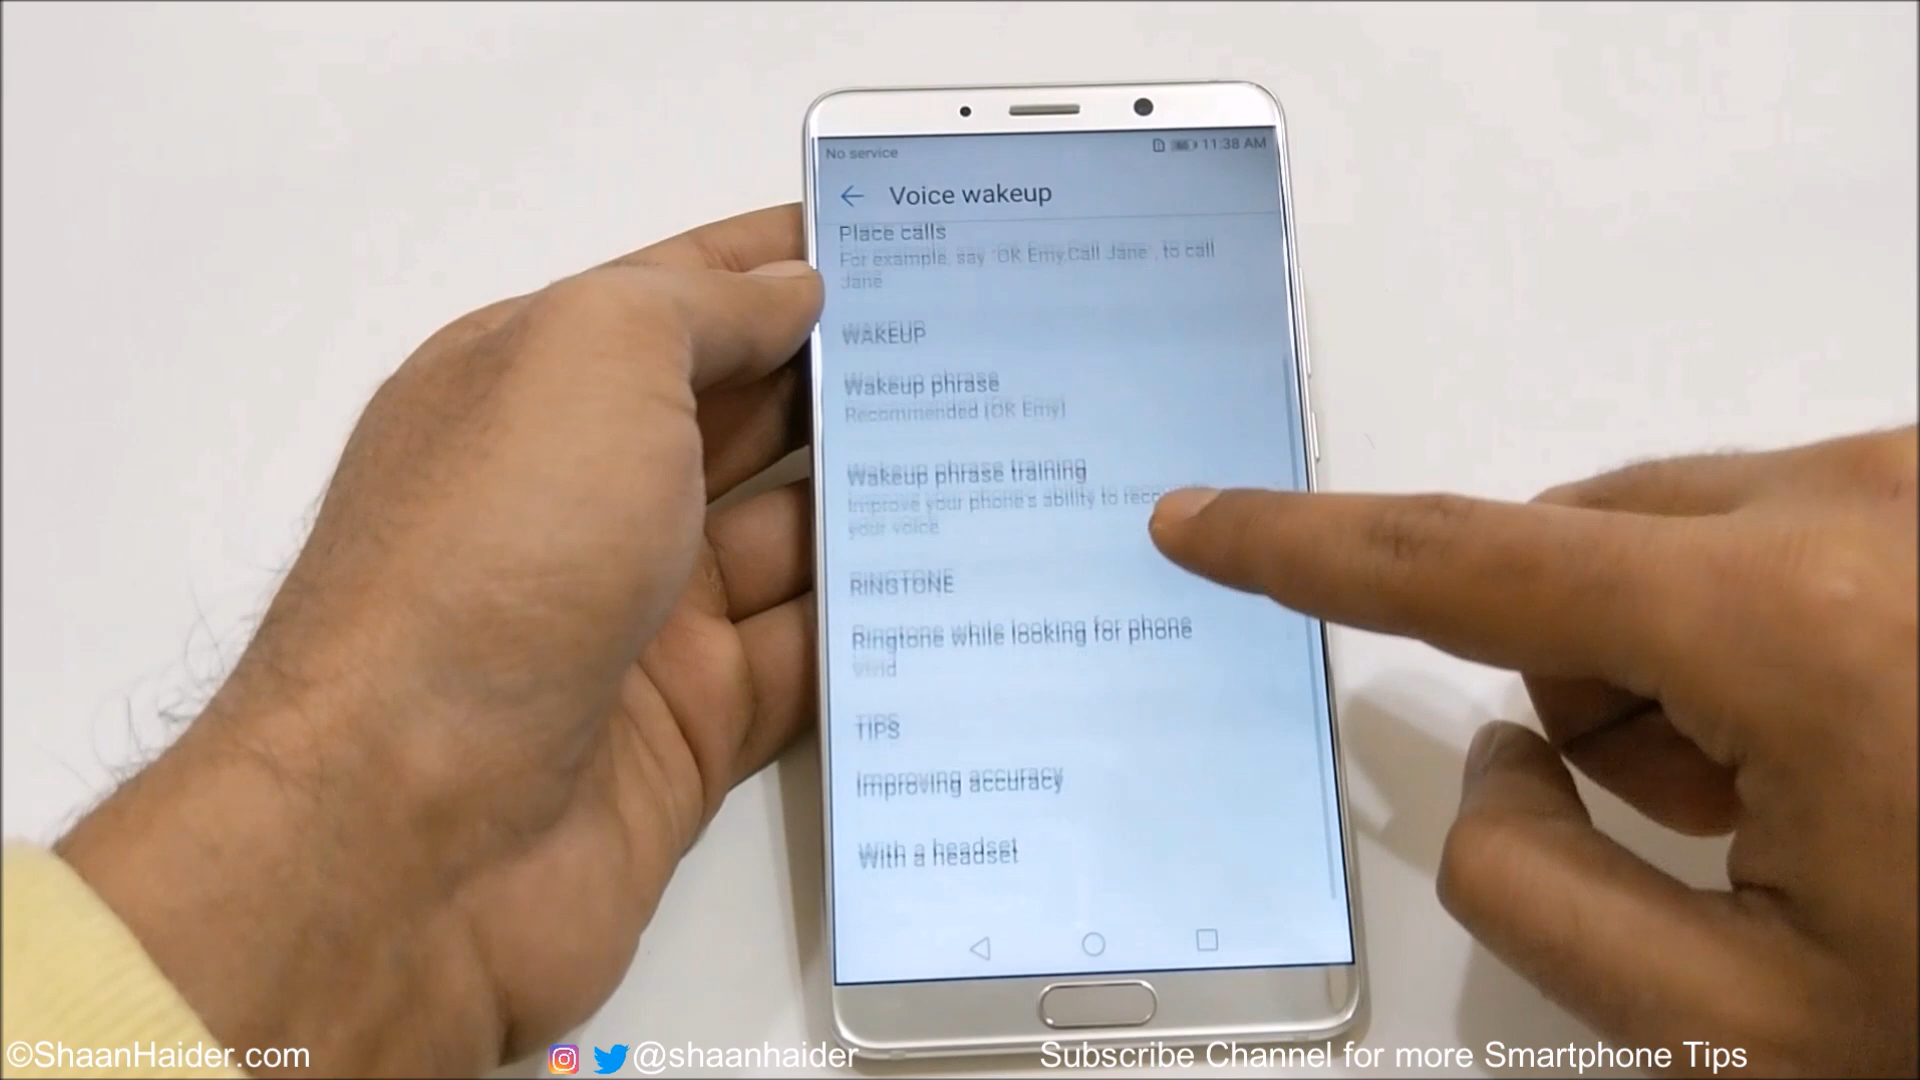 No service
11:38 AM
Voice wakeup
Place calls
For example, say "OK Emy,Call Jane", to call
Jane
WAKEUP
Wakeup phrase
Recommended (OK Emy)
Wakeup phrase training
Improve your phone's ability to
your voice
RINGTONE
Ringtone while looking for phone
Vivid
TIPS
Improving accuracy
With a headset
©ShaanHaider.com
@shaanhaider
Subscribe Channel for more Smartphone Tips